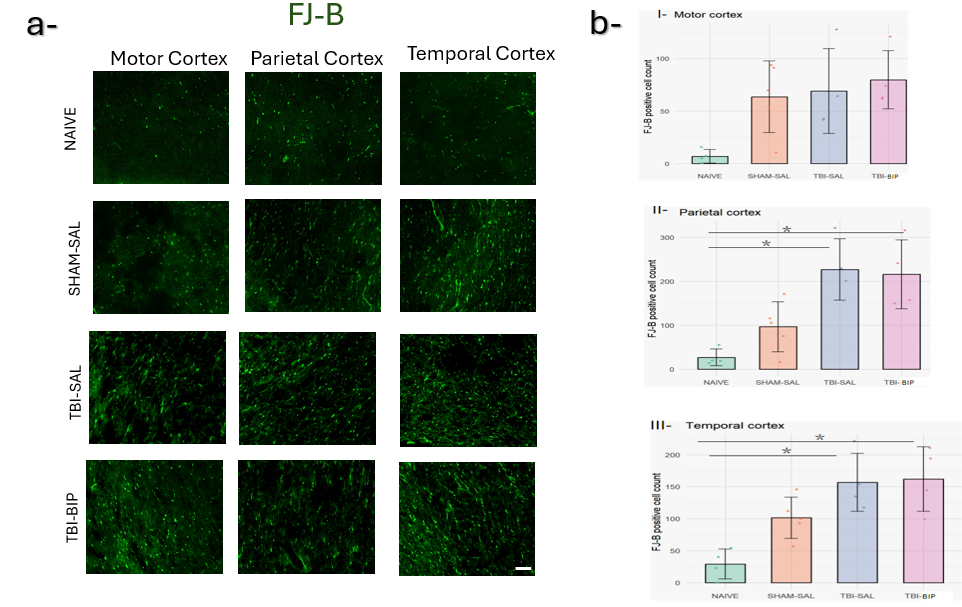 a-
FJ-B
Motor Cortex
Parietal Cortex
Temporal Cortex
NAIVE
SHAM-SAL
TBI-SAL
TBI-BIP
b-
I- Motor cortex
FJ-B positive cell count
100
50
0
NAIVE
SHAM-SAL
TBI-SAL
TBI-BIP
II- Parietal cortex
FJ-B positive cell count
*
*
300
200
100
0
NAIVE
SHAM-SAL
TBI-SAL
TBI-BIP
III- Temporal cortex
FJ-B positive cell count
*
*
200
150
100
50
0
NAIVE
SHAM-SAL
TBI-SAL
TBI-BIP